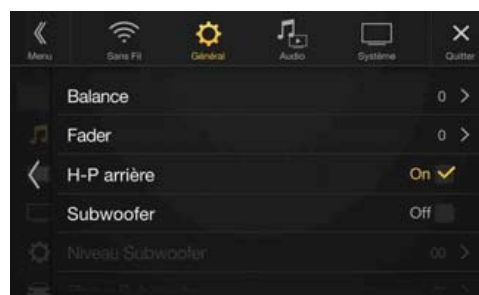 Menu
Sans Fil
Général
Audio
Système
Quitter
Balance 0
Fader 0
H-P arrière On
Subwoofer Off
Niveau Subwoofer 00